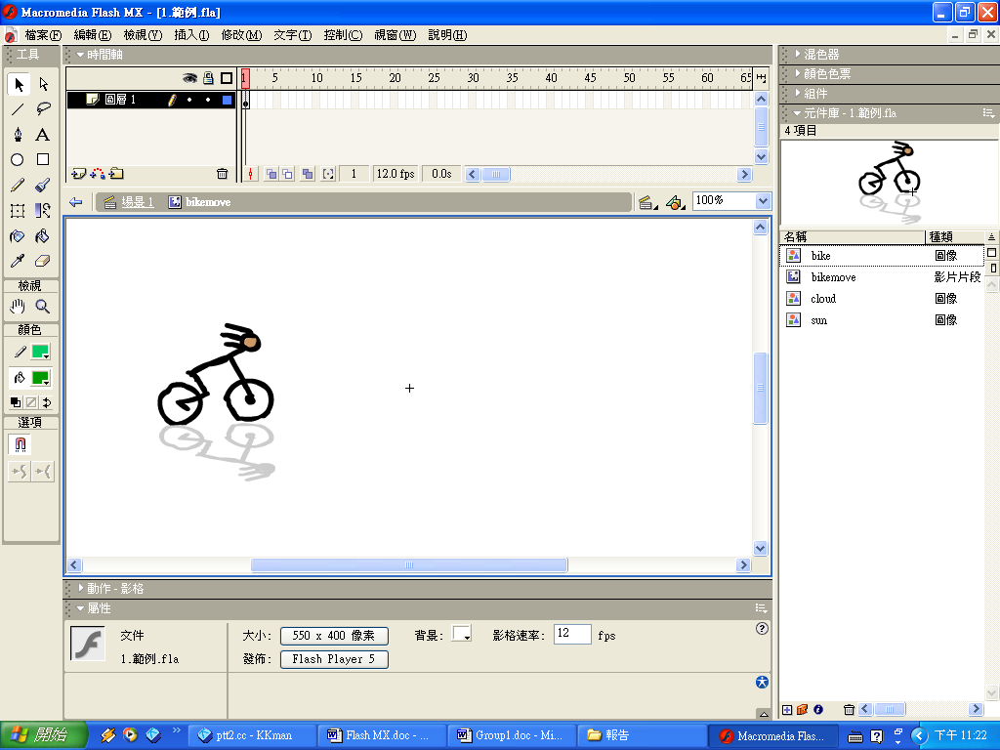 Macromedia Flash MX - [1.範例.fla]
檔案(F) 編輯(E) 檢視(V) 插入(I) 修改(M) 文字(T) 控制(C) 視窗(W) 說明(H)
工具
時間軸
1 5 10 15 20 25 30 35 40 45 50 55 60 65
圖層 1
1 12.0 fps 0.0s
場景 1 bikemove 100%
檢視
顏色
選項
混色器
顏色色票
組件
元件庫 - 1.範例.fla
4 項目
名稱 種類
bike 圖像
bikemove 影片片段
cloud 圖像
sun 圖像
動作 - 影格
屬性
文件
1.範例.fla
大小: 550 x 400 像素 背景: 影格速率: 12 fps
發佈: Flash Player 5
開始
ptt2.cc - KKman
Flash MX.doc - ...
Group1.doc - Mi...
報告
Macromedia Flas...
下午 11:22